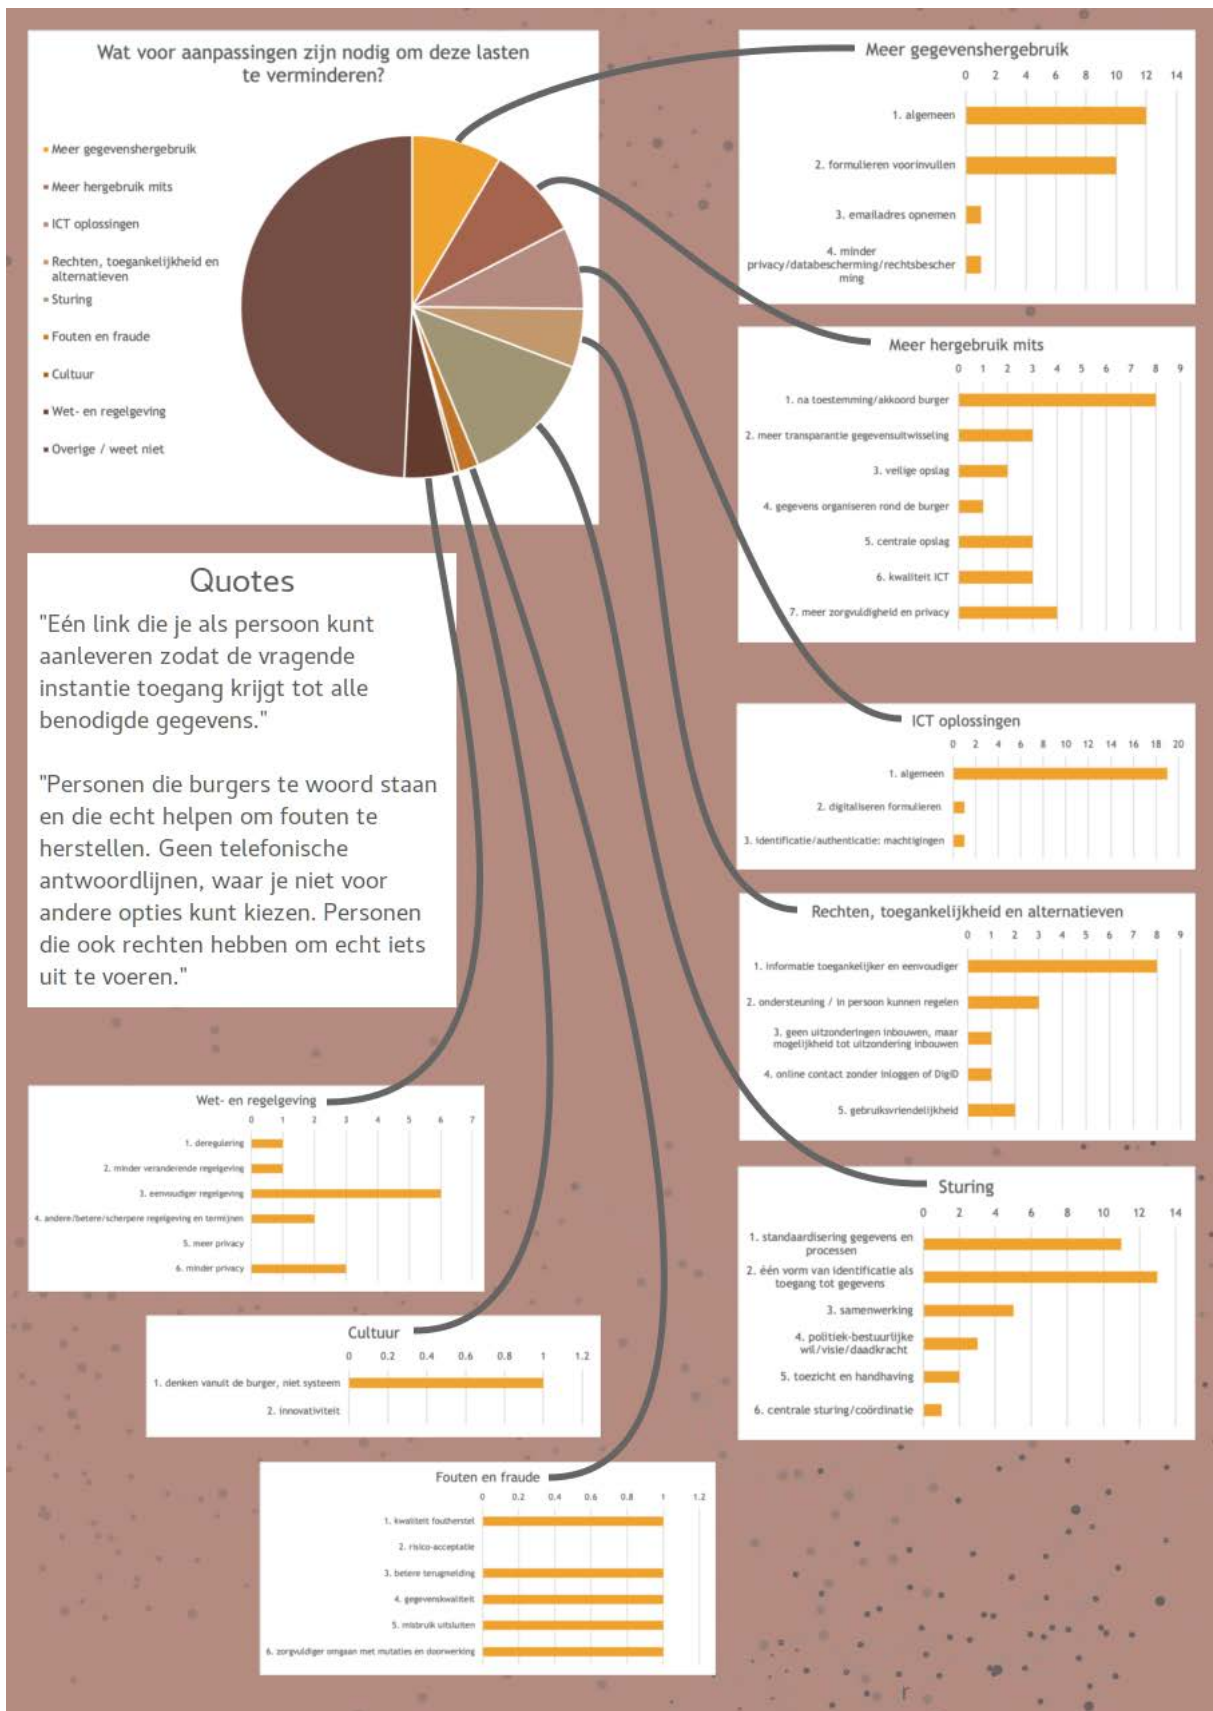 Wat voor aanpassingen zijn nodig om deze lasten
te verminderen?
Meer gegevenshergebruik
Meer hergebruik mits
ICT oplossingen
Rechten, toegankelijkheid en
alternatieven
Sturing
Fouten en fraude
Cultuur
Wet- en regelgeving
Overige / weet niet
Meer gegevenshergebruik
0 2 4 6 8 10 12 14
1. algemeen
2. formulieren voorinvullen
3. emailadres opnemen
4. minder
privacy/databescherming/rechtsbescher
ming
Meer hergebruik mits
0 1 2 3 4 5 6 7 8 9
1. na toestemming/akkoord burger
2. meer transparantie gegevensuitwisseling
3. veilige opslag
4. gegevens organiseren rond de burger
5. centrale opslag
6. kwaliteit ICT
7. meer zorgvuldigheid en privacy
Quotes
"Eén link die je als persoon kunt
aanleveren zodat de vragende
instantie toegang krijgt tot alle
benodigde gegevens."
"Personen die burgers te woord staan
en die echt helpen om fouten te
herstellen. Geen telefonische
antwoordlijnen, waar je niet voor
andere opties kunt kiezen. Personen
die ook rechten hebben om echt iets
uit te voeren."
ICT oplossingen
0 2 4 6 8 10 12 14 16 18 20
1. algemeen
2. digitaliseren formulieren
3. identificatie/authenticatie: machtigingen
Rechten, toegankelijkheid en alternatieven
0 1 2 3 4 5 6 7 8 9
1. informatie toegankelijker en eenvoudiger
2. ondersteuning / in persoon kunnen regelen
3. geen uitzonderingen inbouwen, maar
mogelijkheid tot uitzondering inbouwen
4. online contact zonder inloggen of DigiD
5. gebruiksvriendelijkheid
Wet- en regelgeving
0 1 2 3 4 5 6 7
1. deregulering
2. minder veranderende regelgeving
3. eenvoudiger regelgeving
4. andere/betere/scherpere regelgeving en termijnen
5. meer privacy
6. minder privacy
Sturing
0 2 4 6 8 10 12 14
1. standaardisering gegevens en
processen
2. één vorm van identificatie als
toegang tot gegevens
3. samenwerking
4. politiek-bestuurlijke
wil/visie/daadkracht
5. toezicht en handhaving
6. centrale sturing/coördinatie
Cultuur
0 0.2 0.4 0.6 0.8 1 1.2
1. denken vanuit de burger, niet systeem
2. innovativiteit
Fouten en fraude
0 0.2 0.4 0.6 0.8 1 1.2
1. kwaliteit foutherstel
2. risico-acceptatie
3. betere terugmelding
4. gegevenskwaliteit
5. misbruik uitsluiten
6. zorgvuldiger omgaan met mutaties en doorwerking
r